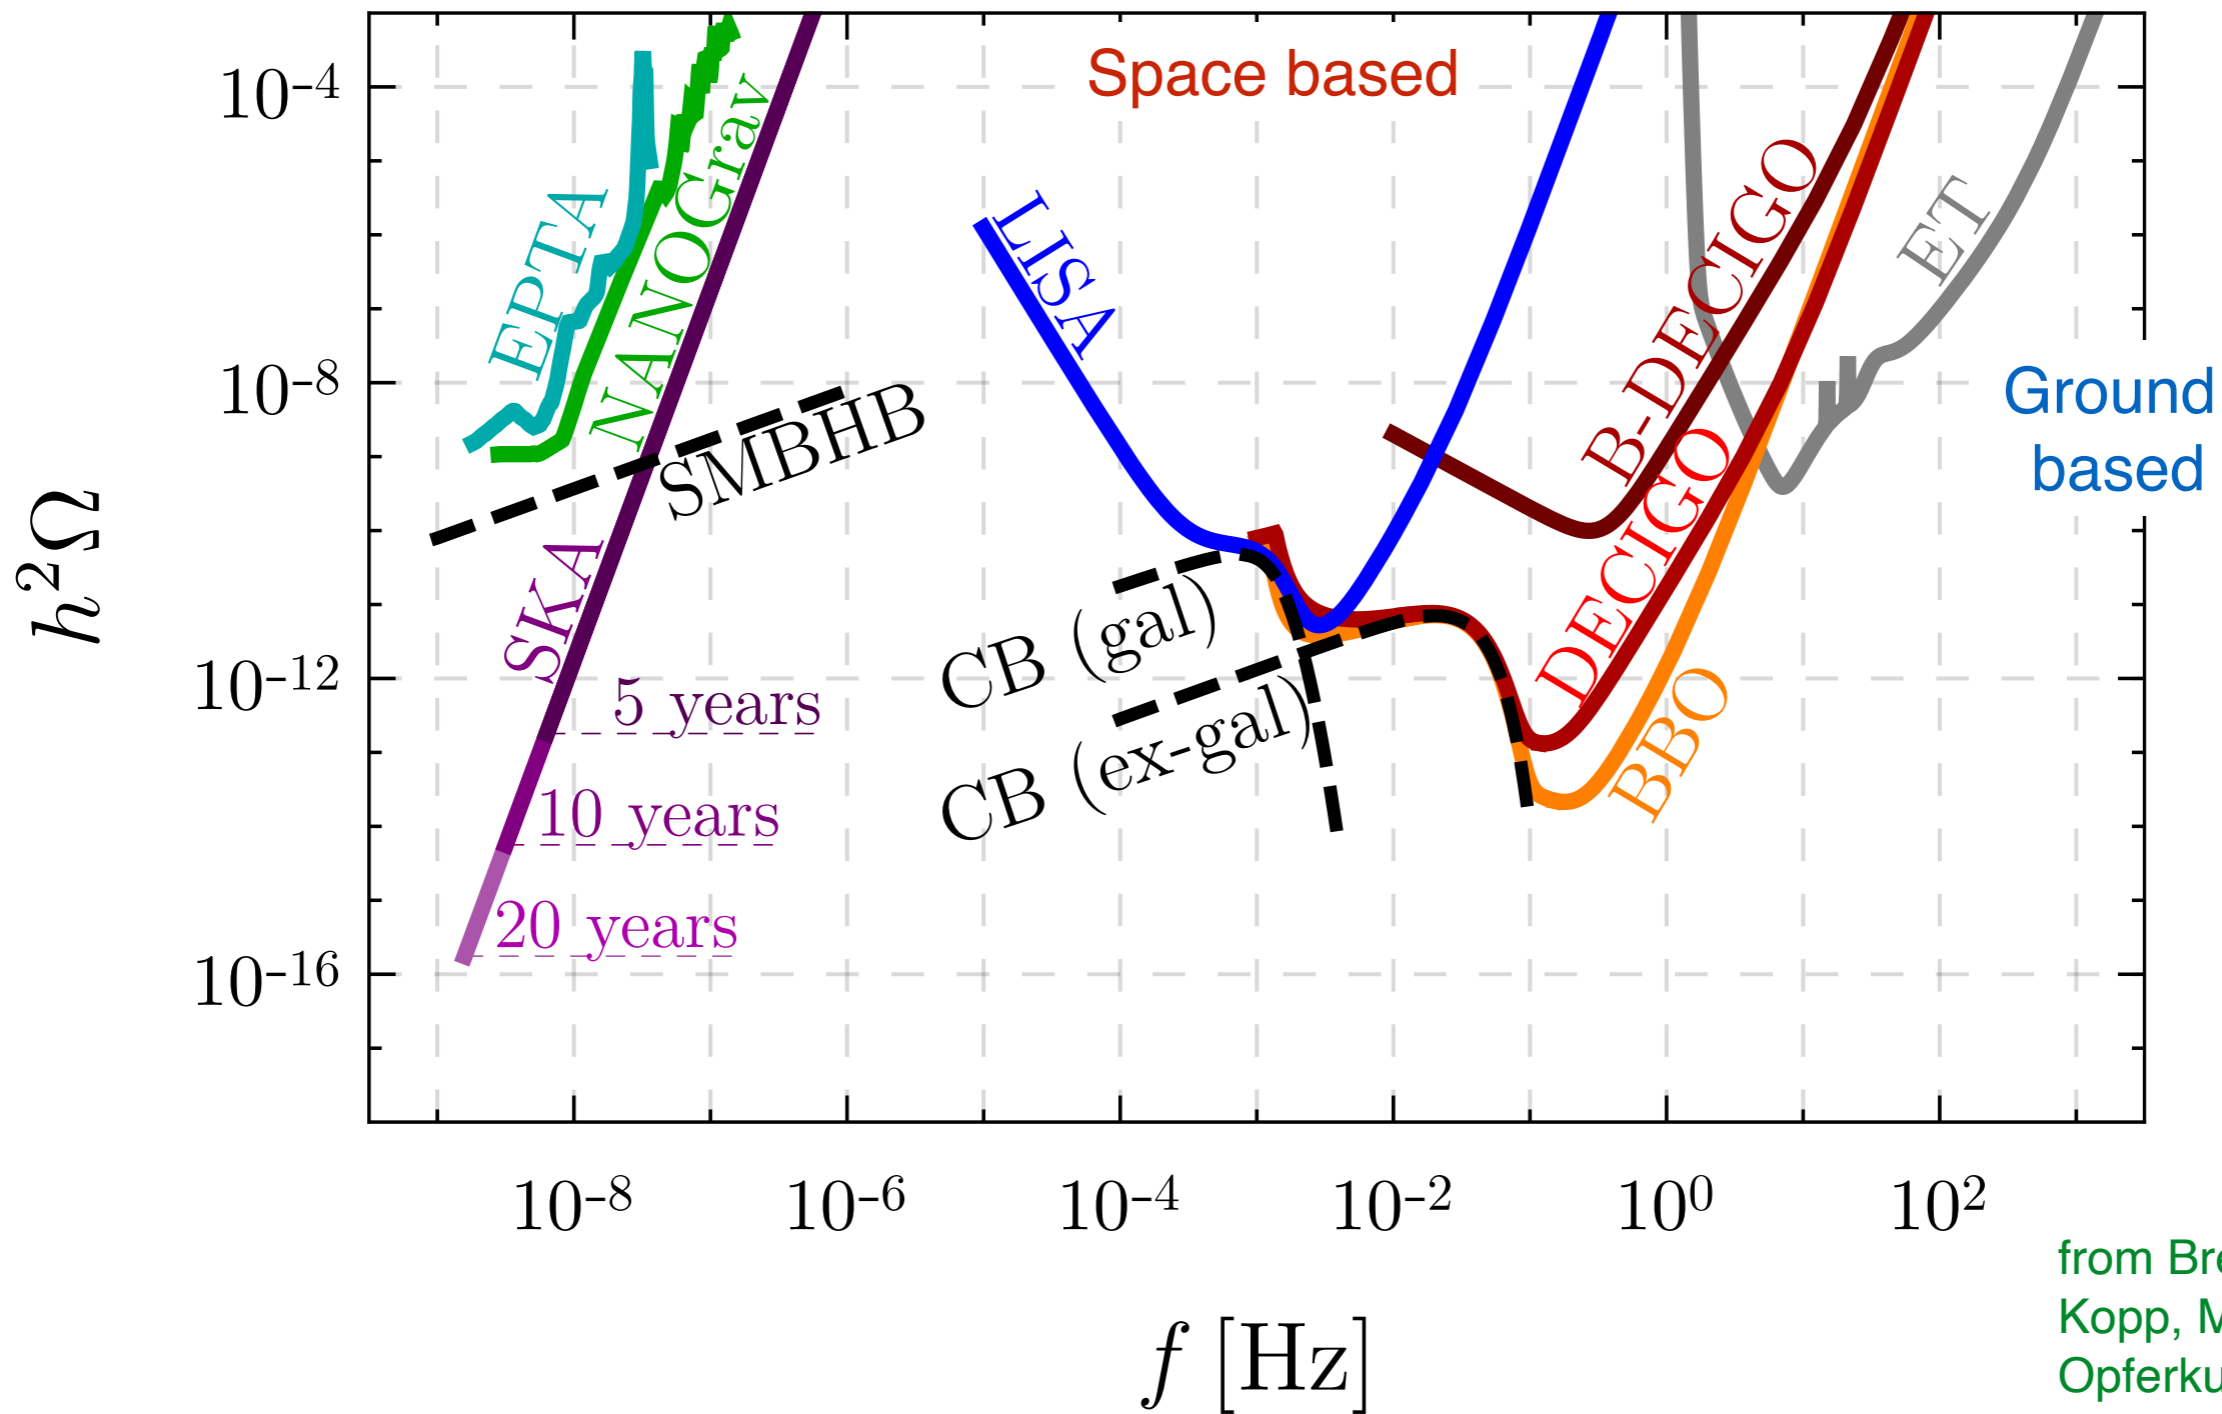 Space based
10⁻⁴
10⁻⁸
10⁻¹²
10⁻¹⁶
h²Ω
EPTA
NANOGrav
SMBHB
SKA
5 years
10 years
20 years
LISA
CB (gal)
CB (ex-gal)
B-DECIGO
DECIGO
BBO
ET
Ground
based
10⁻⁸ 10⁻⁶ 10⁻⁴ 10⁻² 10⁰ 10²
f [Hz]
from
Kopp,